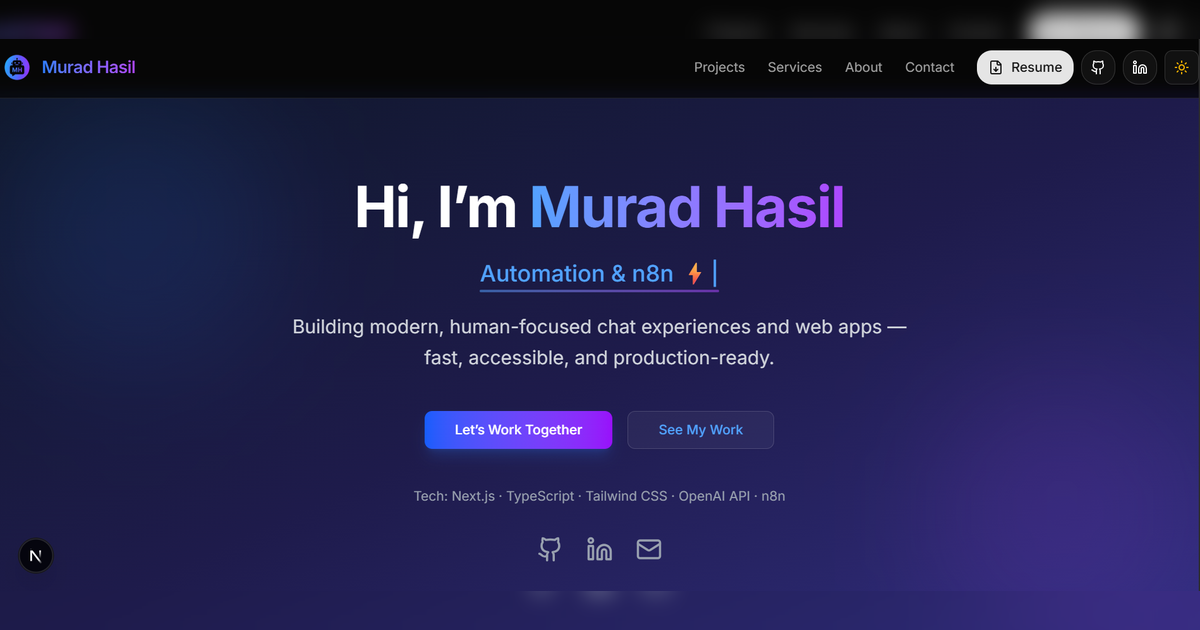 MH
Murad Hasil
Projects
Services
About
Contact
Resume
Hi, I’m Murad Hasil
Automation & n8n ⚡|
Building modern, human-focused chat experiences and web apps —
fast, accessible, and production-ready.
Let’s Work Together
See My Work
Tech: Next.js · TypeScript · Tailwind CSS · OpenAI API · n8n
N